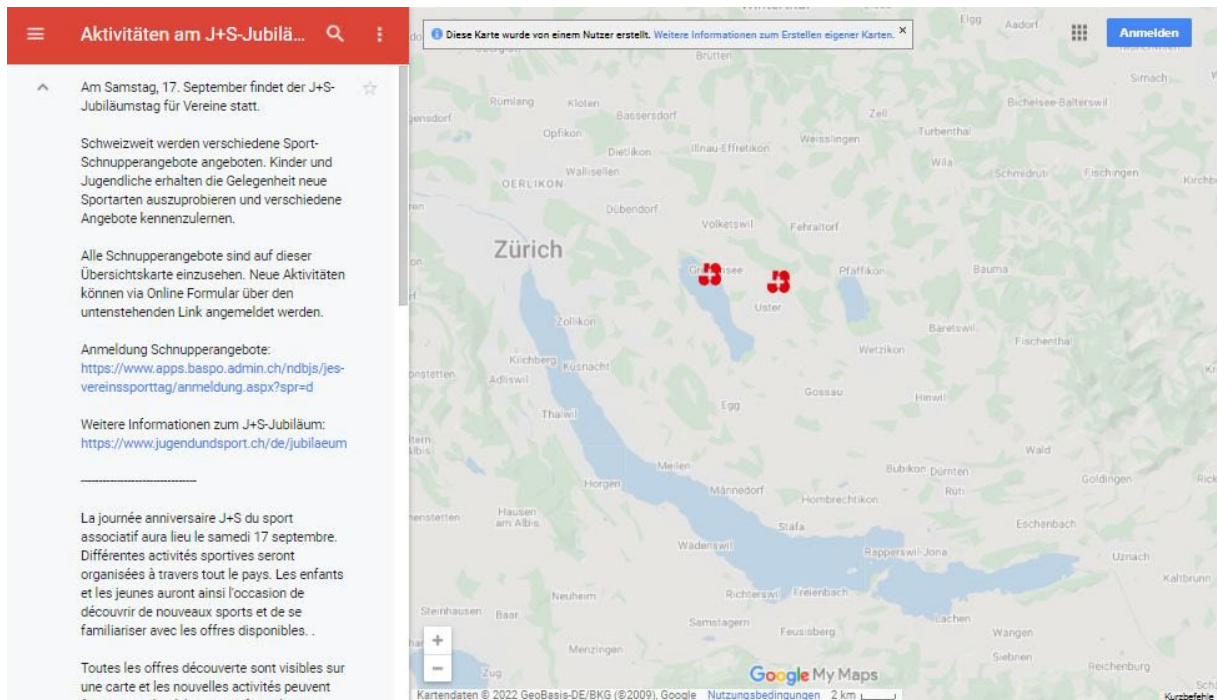 Aktivitäten am J+S-Jubilä...
Am Samstag, 17. September findet der J+S-
Jubiläumstag für Vereine statt.
Schweizweit werden verschiedene Sport-
Schnupperangebote angeboten. Kinder und
Jugendliche erhalten die Gelegenheit neue
Sportarten auszuprobieren und verschiedene
Angebote kennenzulernen.
Alle Schnupperangebote sind auf dieser
Übersichtskarte einzusehen. Neue Aktivitäten
können via Online Formular über den
untenstehenden Link angemeldet werden.
Anmeldung Schnupperangebote:
https://www.apps.baspo.admin.ch/ndbjs/jes-
vereinssporttag/anmeldung.aspx?spr=d
Weitere Informationen zum J+S-Jubiläum:
https://www.jugendundsport.ch/de/jubilaeum
--------------------------------
La journée anniversaire J+S du sport
associatif aura lieu le samedi 17 septembre.
Différentes activités sportives seront
organisées à travers tout le pays. Les enfants
et les jeunes auront ainsi l'occasion de
découvrir de nouveaux sports et de se
familiariser avec les offres disponibles. .
Toutes les offres découverte sont visibles sur
une carte et les nouvelles activités peuvent
Diese Karte wurde von einem Nutzer erstellt. Weitere Informationen zum Erstellen eigener Karten. ×
Anmelden
Elgg
Aadorf
Brütten
Sirnach
Rümlang
Kloten
Bassersdorf
Zell
Bichelsee-Balterswil
Opfikon
Turbenthal
Dietlikon
Illnau-Effretikon
Weisslingen
Wallisellen
Wila
Schmidrüti
Fischingen
OERLIKON
Dübendorf
Volketswil
Fehraltorf
Zürich
Pfäffikon
Bauma
Uster
Zollikon
Bäretswil
Fischenthal
Wetzikon
Kilchberg
Küsnacht
Adliswil
Gossau
Hinwil
Egg
Thalwil
Wald
Meilen
Bubikon
Dürnten
Goldingen
Horgen
Männedorf
Rüti
Hombrechtikon
Hausen
am Albis
Stäfa
Eschenbach
Wädenswil
Rapperswil-Jona
Uznach
Kaltbrunn
Neuheim
Richterswil
Freienbach
Steinhausen
Baar
Lachen
Samstagern
Feusisberg
Wangen
Menzingen
Siebnen
Reichenburg
Zug
Google My Maps
Kartendaten © 2022 GeoBasis-DE/BKG (©2009), Google
Nutzungsbedingungen
2 km
Kurzbefehle